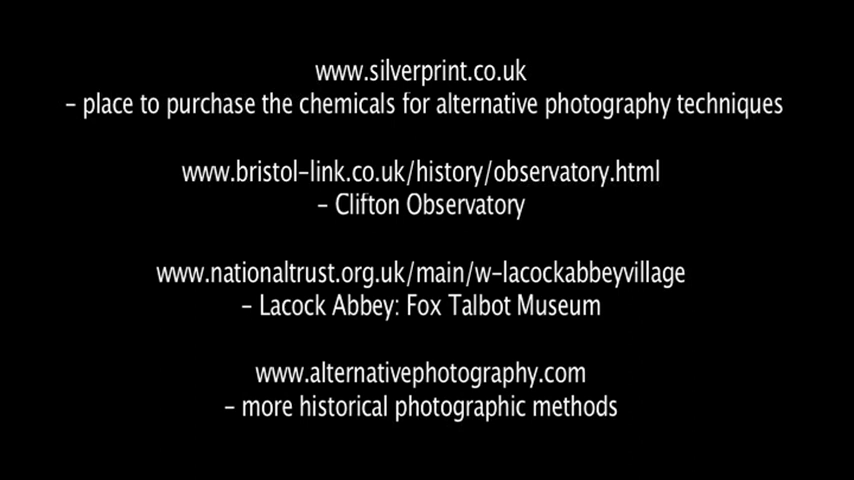 www.silverprint.co.uk
– place to purchase the chemicals for alternative photography techniques
www.bristol-link.co.uk/history/observatory.html
– Clifton Observatory
www.nationaltrust.org.uk/main/w-lacockabbeyvillage
– Lacock Abbey: Fox Talbot Museum
www.alternativephotography.com
– more historical photographic methods